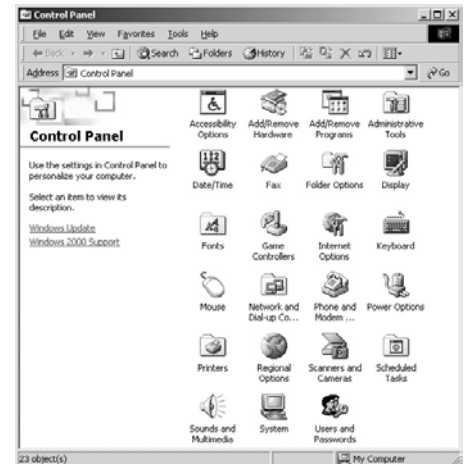 Control Panel
File Edit View Favorites Tools Help
Back Search Folders History
Address Control Panel Go
Control Panel
Use the settings in Control Panel to
personalize your computer.
Select an item to view its
description.
Windows Update
Windows 2000 Support
Accessibility
Options
Add/Remove
Hardware
Add/Remove
Programs
Administrative
Tools
Date/Time
Fax
Folder Options
Display
Fonts
Game
Controllers
Internet
Options
Keyboard
Mouse
Network and
Dial-up Co...
Phone and
Modem ...
Power Options
Printers
Regional
Options
Scanners and
Cameras
Scheduled
Tasks
Sounds and
Multimedia
System
Users and
Passwords
23 object(s) My Computer